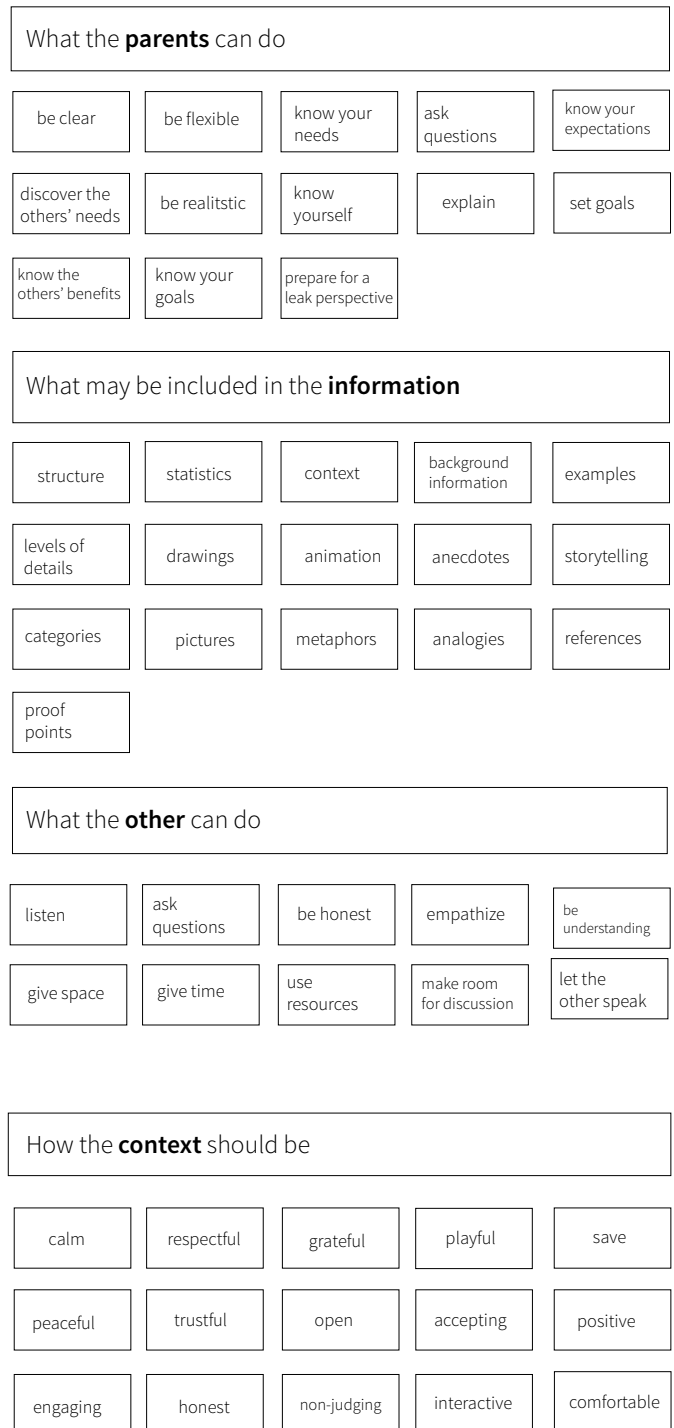 What the parents can do
be clear
be flexible
know your
needs
ask
questions
know your
expectations
discover the
others' needs
be realitstic
know
yourself
explain
set goals
know the
others' benefits
know your
goals
prepare for a
leak perspective
What may be included in the information
structure
statistics
context
background
information
examples
levels of
details
drawings
animation
anecdotes
storytelling
categories
pictures
metaphors
analogies
references
proof
points
What the other can do
listen
ask
questions
be honest
empathize
be
understanding
give space
give time
use
resources
make room
for discussion
let the
other speak
How the context should be
calm
respectful
grateful
playful
save
peaceful
trustful
open
accepting
positive
engaging
honest
non-judging
interactive
comfortable